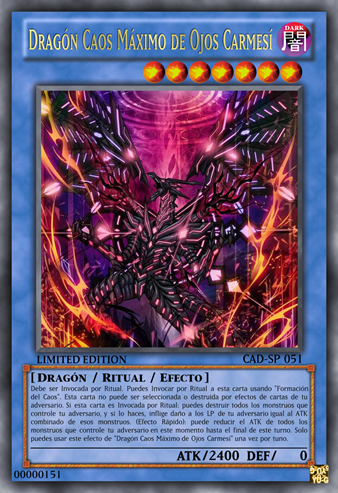 DRAGÓN CAOS MÁXIMO DE OJOS CARMESÍ
DARK
闇
LIMITED EDITION CAD-SP 051
[ DRAGÓN / RITUAL / EFECTO ]
Debe ser Invocada por Ritual. Puedes Invocar por Ritual a esta carta usando "Formación
del Caos". Esta carta no puede ser seleccionada o destruida por efectos de cartas de tu
adversario. Si esta carta es Invocada por Ritual: puedes destruir todos los monstruos que
controle tu adversario, y si lo haces, inflige daño a los LP de tu adversario igual al ATK
combinado de esos monstruos. (Efecto Rápido): puede reducir el ATK de todos los
monstruos que controle tu adversario en este momento hasta el final de este turno. Solo
puedes usar este efecto de "Dragón Caos Máximo de Ojos Carmesí" una vez por turno.
ATK/2400 DEF/ 0
00000151